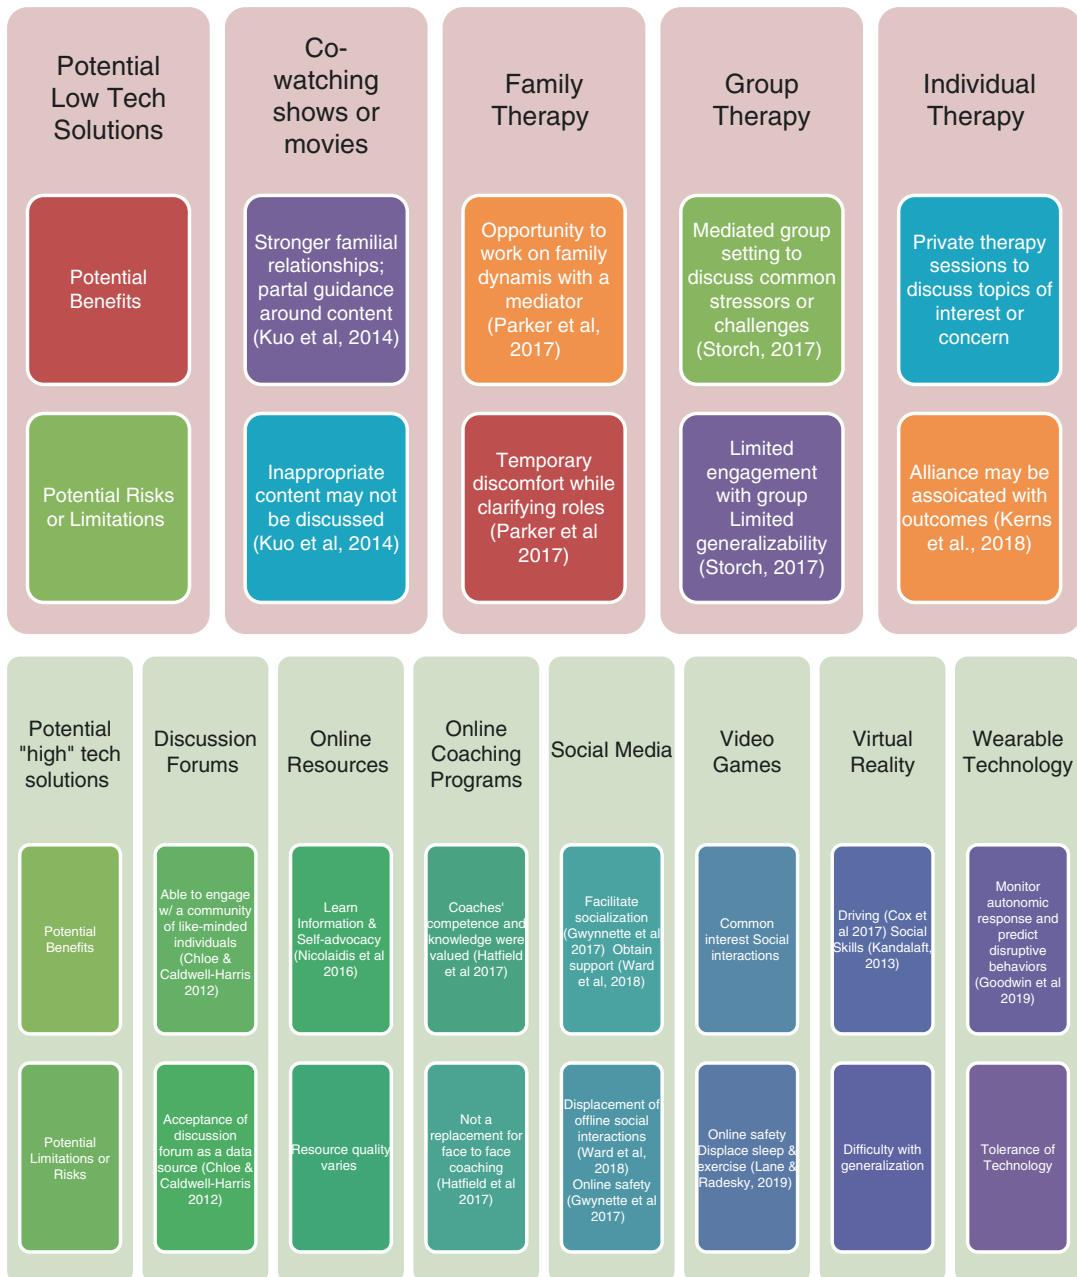 Potential
Low Tech
Solutions
Potential
Benefits
Potential Risks
or Limitations
Co-
watching
shows or
movies
Stronger familial
relationships;
partal guidance
around content
(Kuo et al, 2014)
Inappropriate
content may not
be discussed
(Kuo et al, 2014)
Family
Therapy
Opportunity to
work on family
dynamis with a
mediator
(Parker et al,
2017)
Temporary
discomfort while
clarifying roles
(Parker et al
2017)
Group
Therapy
Mediated group
setting to
discuss common
stressors or
challenges
(Storch, 2017)
Limited
engagement
with group
Limited
generalizability
(Storch, 2017)
Individual
Therapy
Private therapy
sessions to
discuss topics of
interest or
concern
Alliance may be
assoicated with
outcomes (Kerns
et al., 2018)
Potential
"high" tech
solutions
Potential
Benefits
Potential
Limitations or
Risks
Discussion
Forums
Able to engage
w/ a community
of like-minded
individuals
(Chloe &
Caldwell-Harris
2012)
Acceptance of
discussion
forum as a data
source (Chloe &
Caldwell-Harris
2012)
Online
Resources
Learn
Information &
Self-advocacy
(Nicolaidis et al
2016)
Resource quality
varies
Online
Coaching
Programs
Coaches'
competence and
knowledge were
valued (Hatfield
et al 2017)
Not a
replacement for
face to face
coaching
(Hatfield et al
2017)
Social Media
Facilitate
socialization
(Gwynnette et al
2017) Obtain
support (Ward
et al, 2018)
Displacement of
offline social
interactions
(Ward et al,
2018)
Online safety
(Gwynette et al
2017)
Video
Games
Common
interest Social
interactions
Online safety
Displace sleep &
exercise (Lane &
Radesky, 2019)
Virtual
Reality
Driving (Cox et
al 2017) Social
Skills (Kandalaft,
2013)
Difficulty with
generalization
Wearable
Technology
Monitor
autonomic
response and
predict
disruptive
behaviors
(Goodwin et al
2019)
Tolerance of
Technology